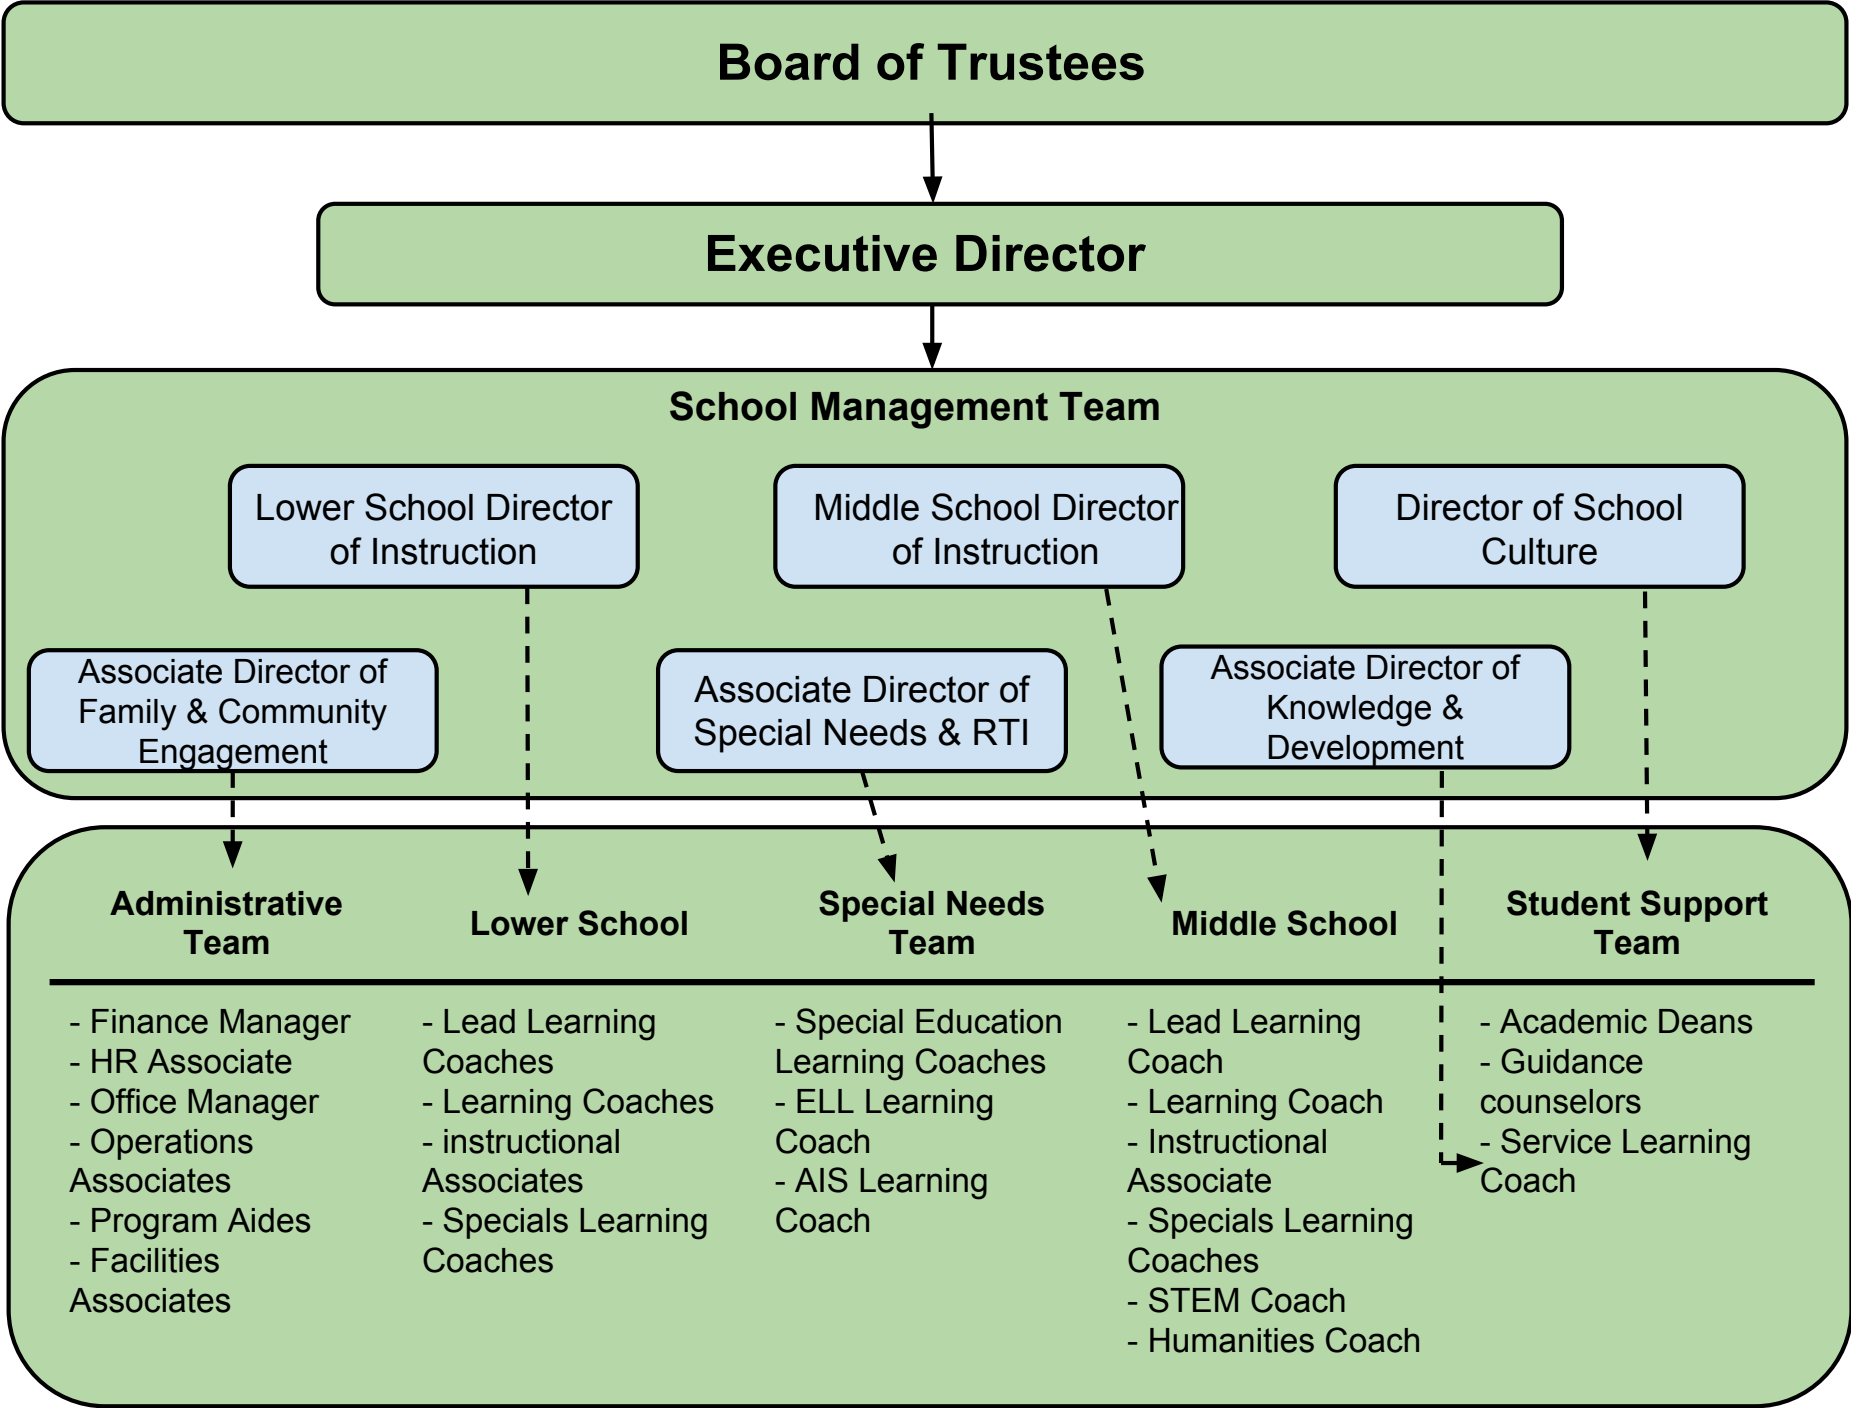 Board of Trustees
Executive Director
School Management Team
Lower School Director
of Instruction
Middle School Director
of Instruction
Director of School
Culture
Associate Director of
Family & Community
Engagement
Associate Director of
Special Needs & RTI
Associate Director of
Knowledge &
Development
Administrative
Team
Lower School
Special Needs
Team
Middle School
Student Support
Team
- Finance Manager
- HR Associate
- Office Manager
- Operations
Associates
- Program Aides
- Facilities
Associates
- Lead Learning
Coaches
- Learning Coaches
- instructional
Associates
- Specials Learning
Coaches
- Special Education
Learning Coaches
- ELL Learning
Coach
- AIS Learning
Coach
- Lead Learning
Coach
- Learning Coach
- Instructional
Associate
- Specials Learning
Coaches
- STEM Coach
- Humanities Coach
- Academic Deans
- Guidance
counselors
- Service Learning
Coach